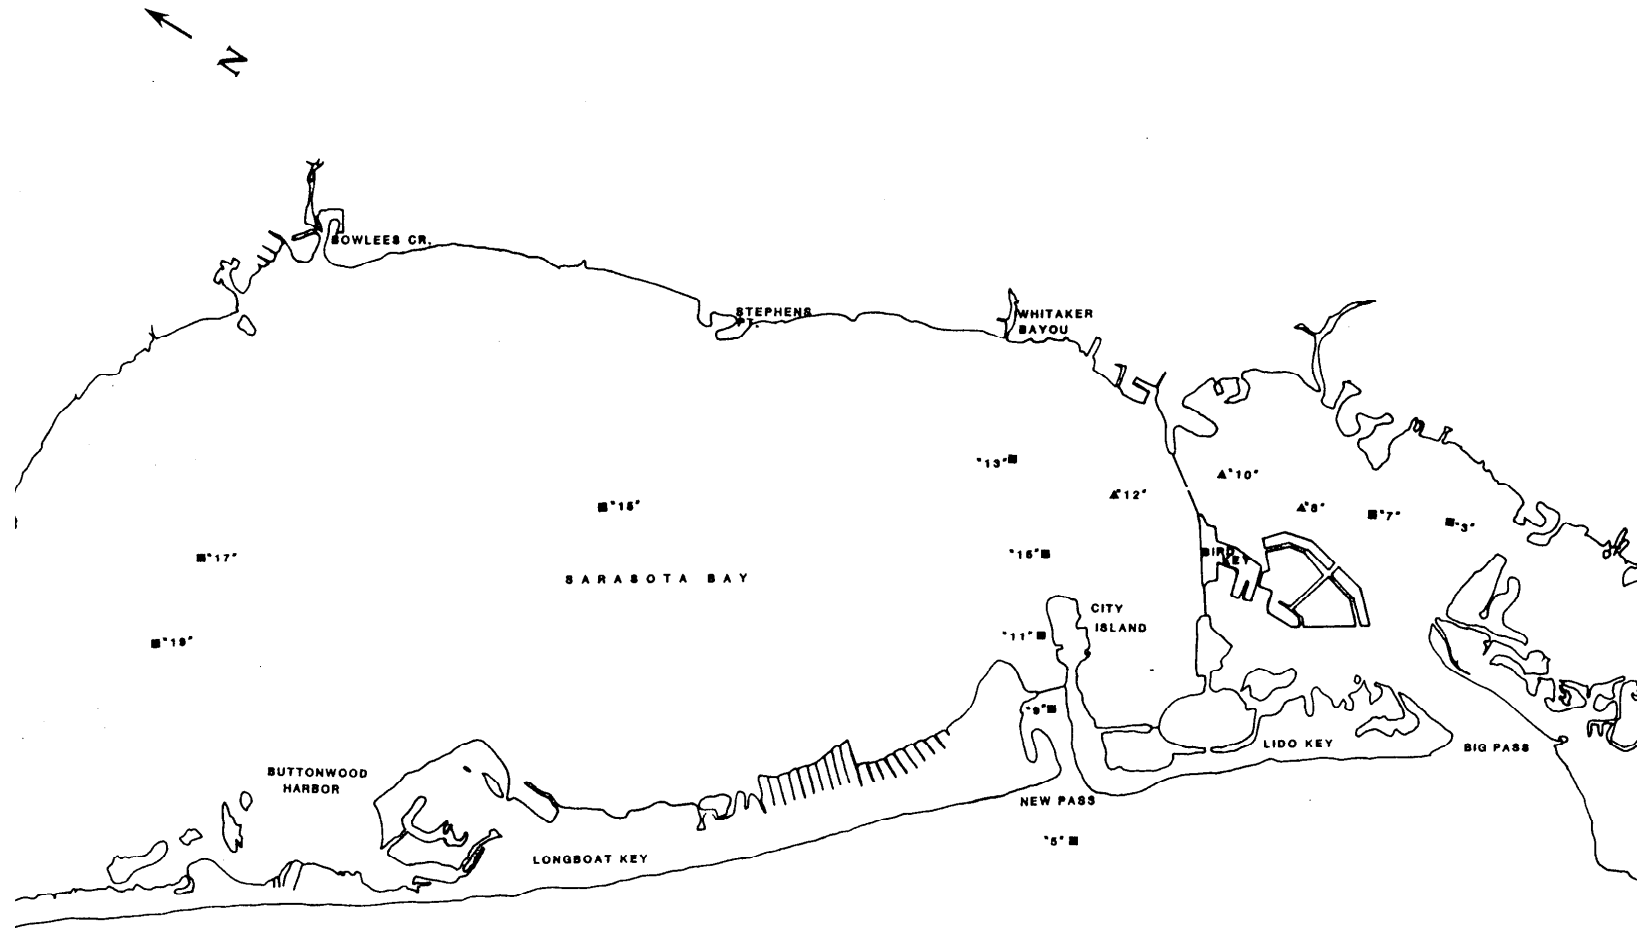 N
BOWLEES CR.
STEPHENS
PT.
WHITAKER
BAYOU
"13"
"10"
"12"
"8"
"7"
"3"
"15"
"17"
"15"
BIRD
KEY
SARASOTA BAY
CITY
ISLAND
"11"
"19"
"9"
LIDO KEY
BIG PASS
BUTTONWOOD
HARBOR
NEW PASS
"5"
LONGBOAT KEY